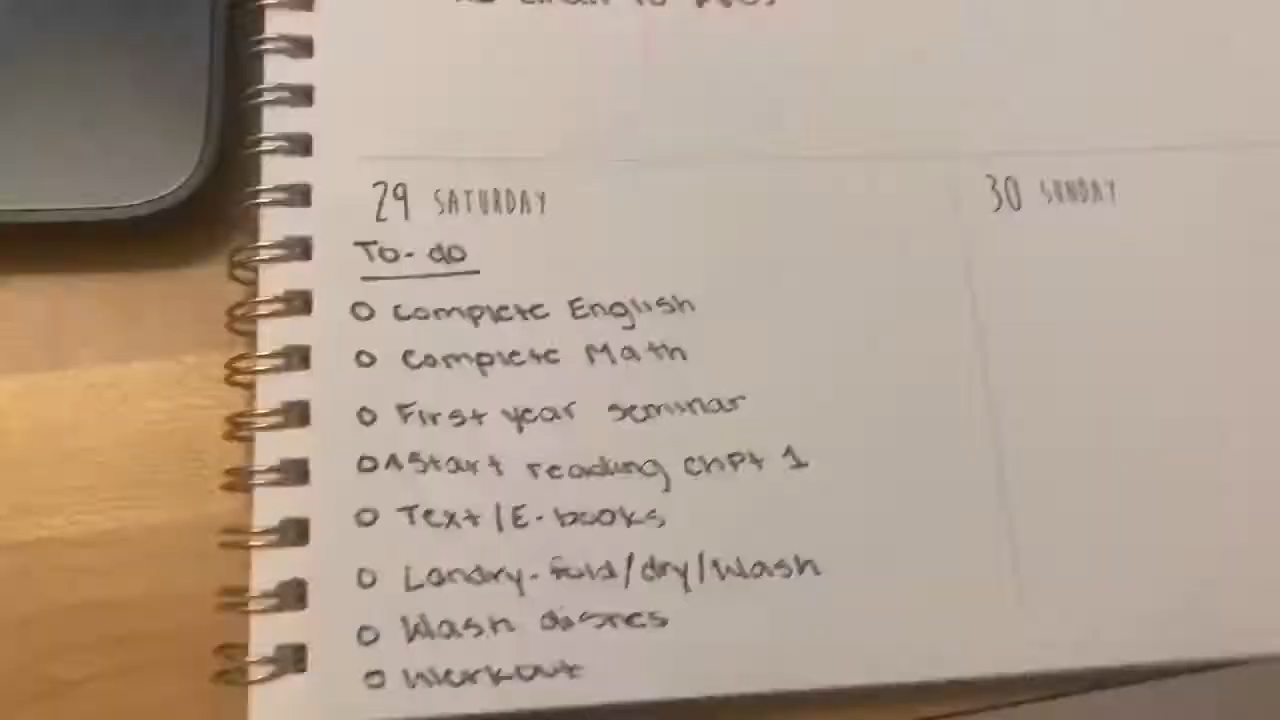 29 SATURDAY
30 SUNDAY
To-do
O Complete English
O Complete Math
O First year seminar
O^Start reading chpt 1
O Text/E-books
O Landry-fold/dry/wash
O Wash dishes
O Workout